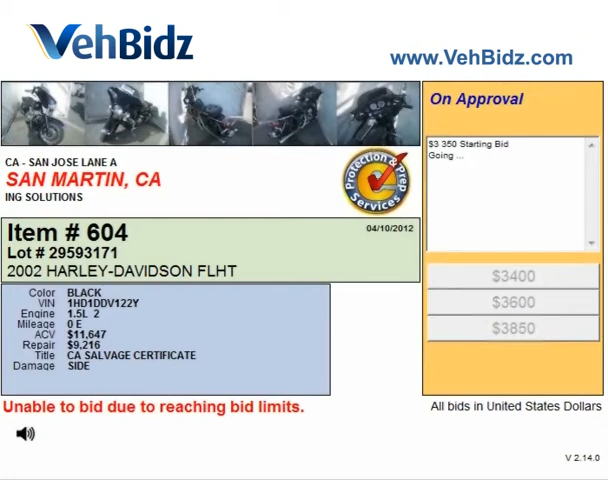 VehBidz
www.VehBidz.com
On Approval
$3 350 Starting Bid
Going ...
CA - SAN JOSE LANE A
SAN MARTIN, CA
ING SOLUTIONS
Protection & Prep
Services
Item # 604
04/10/2012
Lot # 29593171
2002 HARLEY-DAVIDSON FLHT
$3400
$3600
$3850
Color BLACK
VIN 1HD1DDV122Y
Engine 1.5L 2
Mileage 0 E
ACV $11,647
Repair $9,216
Title CA SALVAGE CERTIFICATE
Damage SIDE
Unable to bid due to reaching bid limits.
All bids in United States Dollars
V 2.14.0